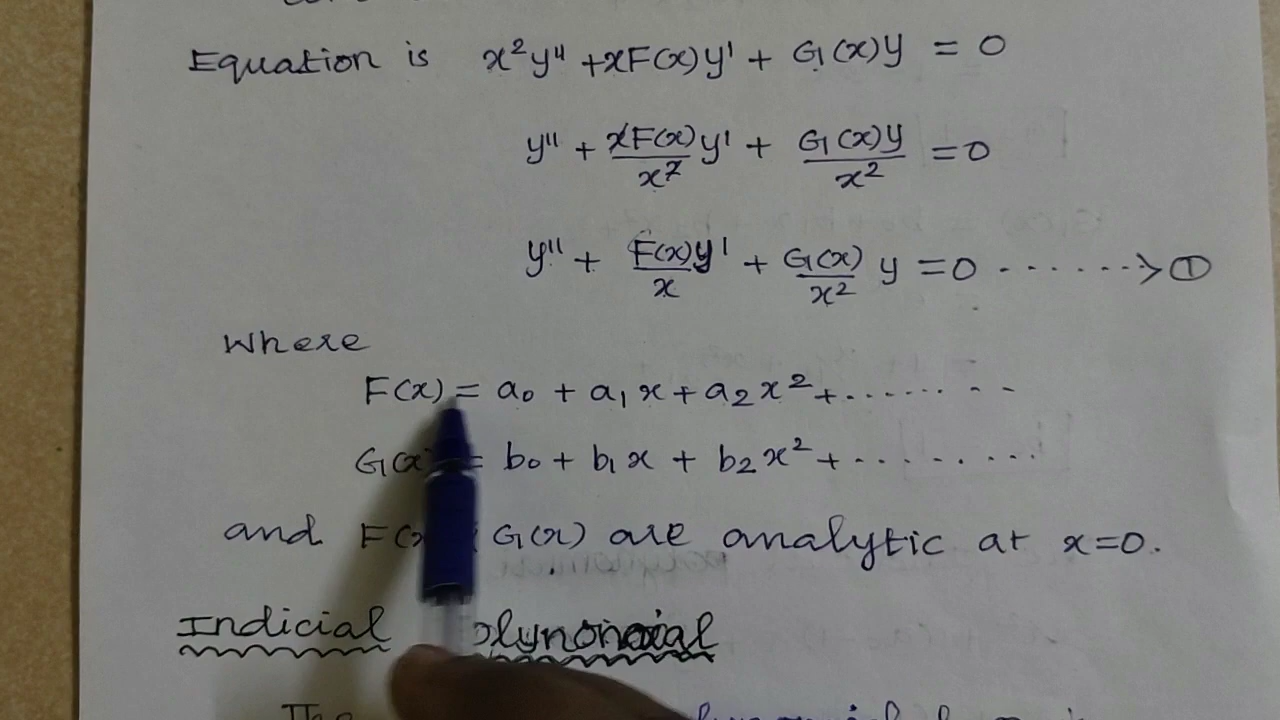 Equation is x²y'' + xF(x)y' + G(x)y = 0
y'' + xF(x)/x² y' + G(x)y/x² = 0
y'' + F(x)y'/x + G(x)/x² y = 0 . . . . . . . > ①
Where
F(x) = a₀ + a₁x + a₂x² + . . . . . . . - -
G(x) = b₀ + b₁x + b₂x² + . . . . . . . . .
and F(x) G(x) are analytic at x=0.
Indicial